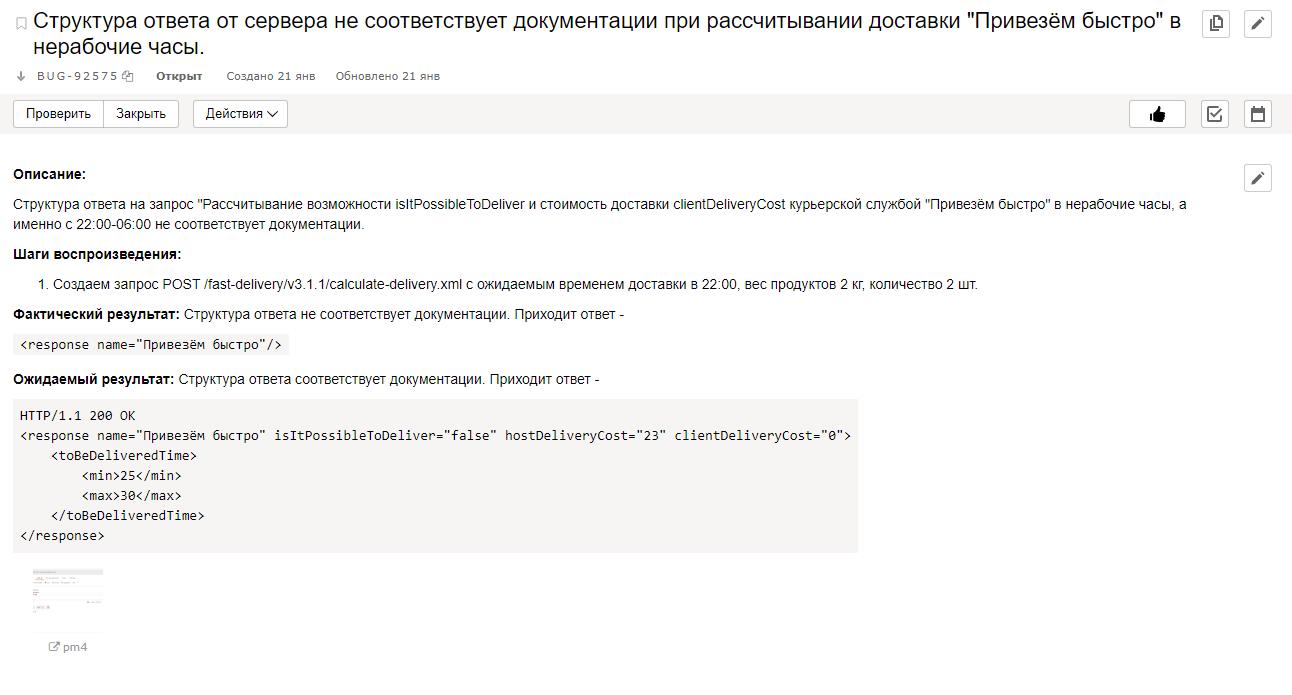 Структура ответа от сервера не соответствует документации при рассчитывании доставки "Привезём быстро" в
нерабочие часы.
BUG-92575 Открыт Создано 21 янв Обновлено 21 янв
Проверить Закрыть Действия
Описание:
Структура ответа на запрос "Рассчитывание возможности isItPossibleToDeliver и стоимость доставки clientDeliveryCost курьерской службой "Привезём быстро" в нерабочие часы, а
именно с 22:00-06:00 не соответствует документации.
Шаги воспроизведения:
1. Создаем запрос POST /fast-delivery/v3.1.1/calculate-delivery.xml с ожидаемым временем доставки в 22:00, вес продуктов 2 кг, количество 2 шт.
Фактический результат: Структура ответа не соответствует документации. Приходит ответ -
<response name="Привезём быстро"/>
Ожидаемый результат: Структура ответа соответствует документации. Приходит ответ -
HTTP/1.1 200 OK
<response name="Привезём быстро" isItPossibleToDeliver="false" hostDeliveryCost="23" clientDeliveryCost="0">
<toBeDeliveredTime>
<min>25</min>
<max>30</max>
</toBeDeliveredTime>
</response>
pm4